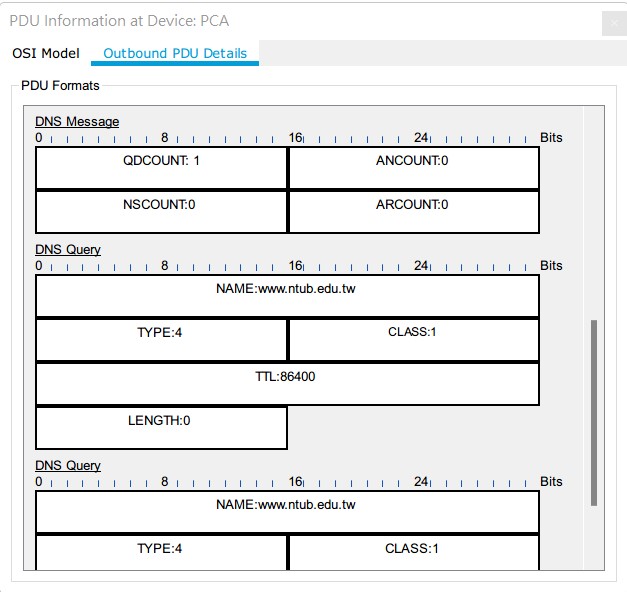 PDU Information at Device: PCA
OSI Model Outbound PDU Details
PDU Formats
DNS Message
0 8 16 24 Bits
QDCOUNT: 1 ANCOUNT:0
NSCOUNT:0 ARCOUNT:0
DNS Query
0 8 16 24 Bits
NAME:www.ntub.edu.tw
TYPE:4 CLASS:1
TTL:86400
LENGTH:0
DNS Query
0 8 16 24 Bits
NAME:www.ntub.edu.tw
TYPE:4 CLASS:1